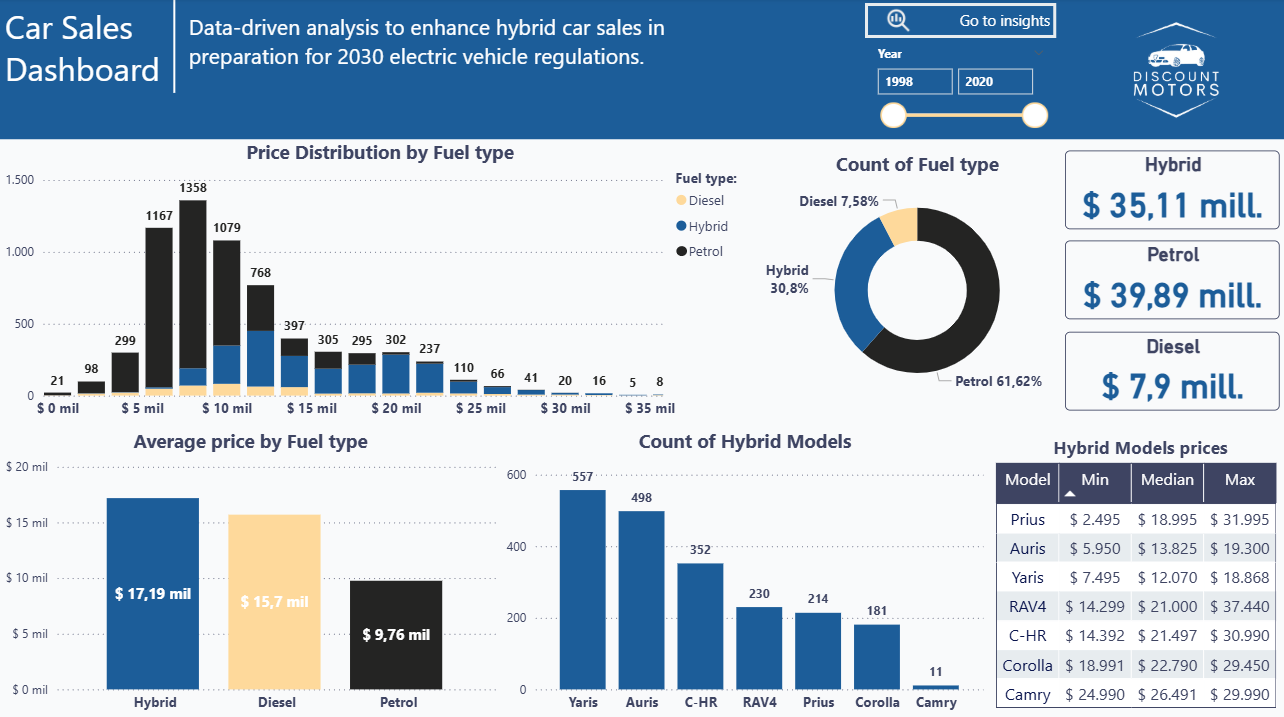 Car Sales
Dashboard
Data-driven analysis to enhance hybrid car sales in
preparation for 2030 electric vehicle regulations.
Go to insights
Year
1998 2020
DISCOUNT
MOTORS
Price Distribution by Fuel type
1.500
1.000
500
0
21 98 299 1167 1358 1079 768 397 305 295 302 237 110 66 41 20 16 5 8
$ 0 mil $ 5 mil $ 10 mil $ 15 mil $ 20 mil $ 25 mil $ 30 mil $ 35 mil
Fuel type:
Diesel
Hybrid
Petrol
Count of Fuel type
Diesel 7,58%
Hybrid
30,8%
Petrol 61,62%
Hybrid
$ 35,11 mill.
Petrol
$ 39,89 mill.
Diesel
$ 7,9 mill.
Average price by Fuel type
$ 20 mil
$ 15 mil
$ 10 mil
$ 5 mil
$ 0 mil
$ 17,19 mil
$ 15,7 mil
$ 9,76 mil
Hybrid Diesel Petrol
Count of Hybrid Models
600
400
200
0
557 498 352 230 214 181 11
Yaris Auris C-HR RAV4 Prius Corolla Camry
Hybrid Models prices
Model Min Median Max
Prius $ 2.495 $ 18.995 $ 31.995
Auris $ 5.950 $ 13.825 $ 19.300
Yaris $ 7.495 $ 12.070 $ 18.868
RAV4 $ 14.299 $ 21.000 $ 37.440
C-HR $ 14.392 $ 21.497 $ 30.990
Corolla $ 18.991 $ 22.790 $ 29.450
Camry $ 24.990 $ 26.491 $ 29.990